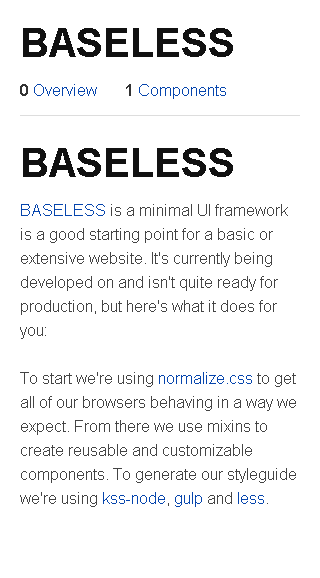 BASELESS
0 Overview 1 Components
BASELESS
BASELESS is a minimal UI framework
is a good starting point for a basic or
extensive website. It's currently being
developed on and isn't quite ready for
production, but here's what it does for
you:
To start we're using normalize.css to get
all of our browsers behaving in a way we
expect. From there we use mixins to
create reusable and customizable
components. To generate our styleguide
we're using kss-node, gulp and less.